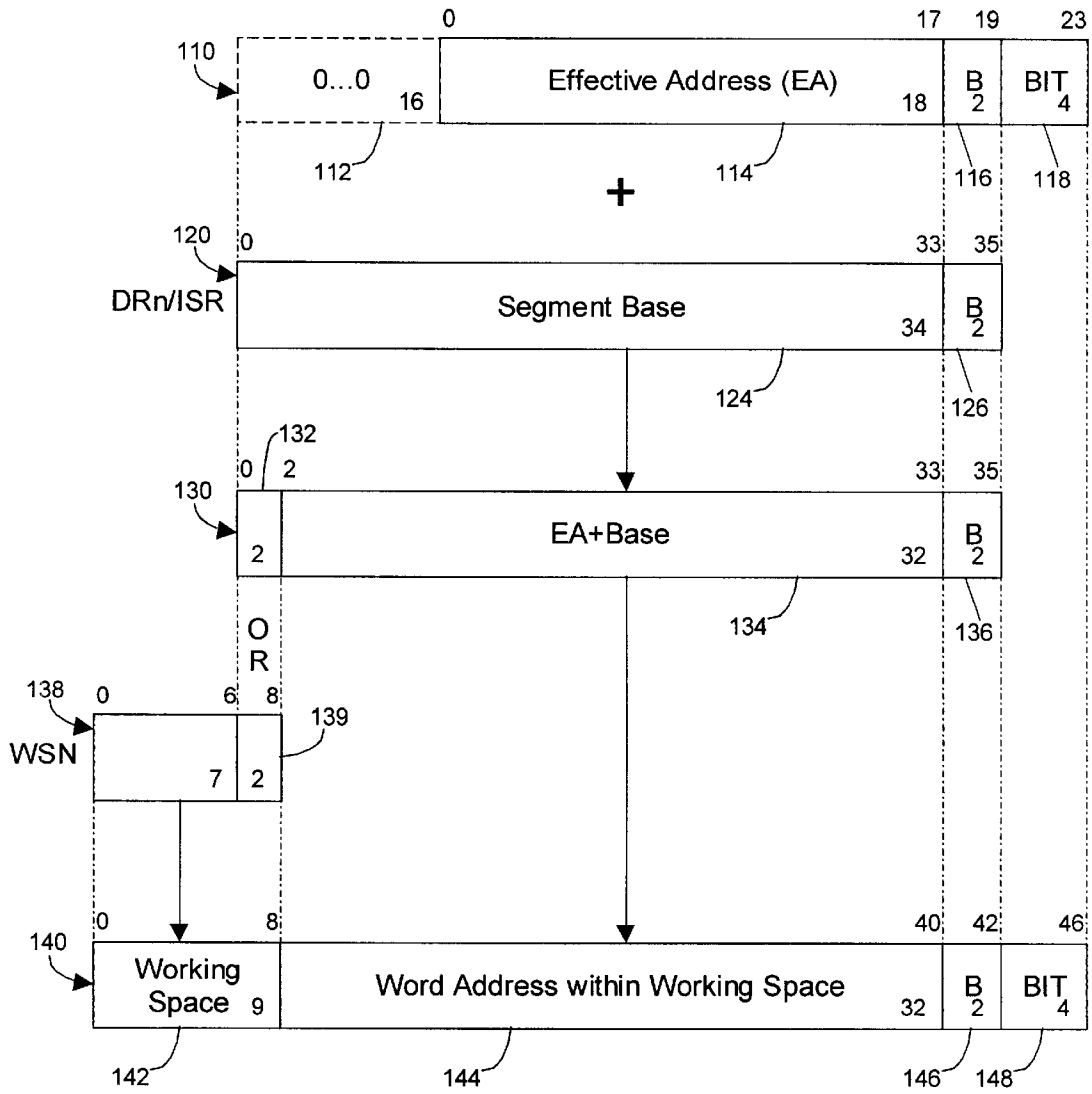 0 17 19 23
110
0...0 Effective Address (EA) B BIT
16 18 2 4
112 114 116 118
+
120 0 33 35
DRn/ISR Segment Base B
34 2
124 126
132
0 2 33 35
130
EA+Base B
2 32 2
134 136
O
R
138 0 6 8
139
WSN
7 2
0 8 40 42 46
140
Working Word Address within Working Space B BIT
Space 9 32 2 4
142 144 146 148